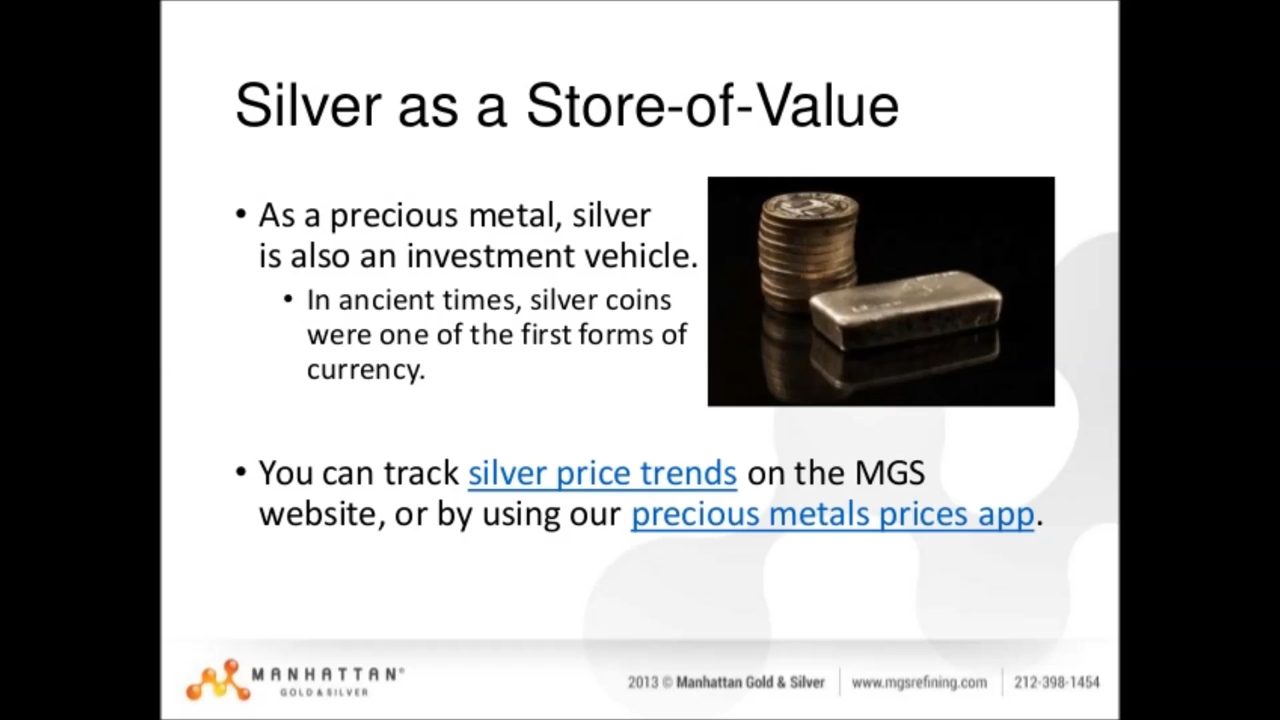 Silver as a Store-of-Value
• As a precious metal, silver
is also an investment vehicle.
• In ancient times, silver coins
were one of the first forms of
currency.
• You can track silver price trends on the MGS
website, or by using our precious metals prices app.
MANHATTAN®
GOLD & SILVER
2013 © Manhattan Gold & Silver
www.mgsrefining.com
212-398-1454